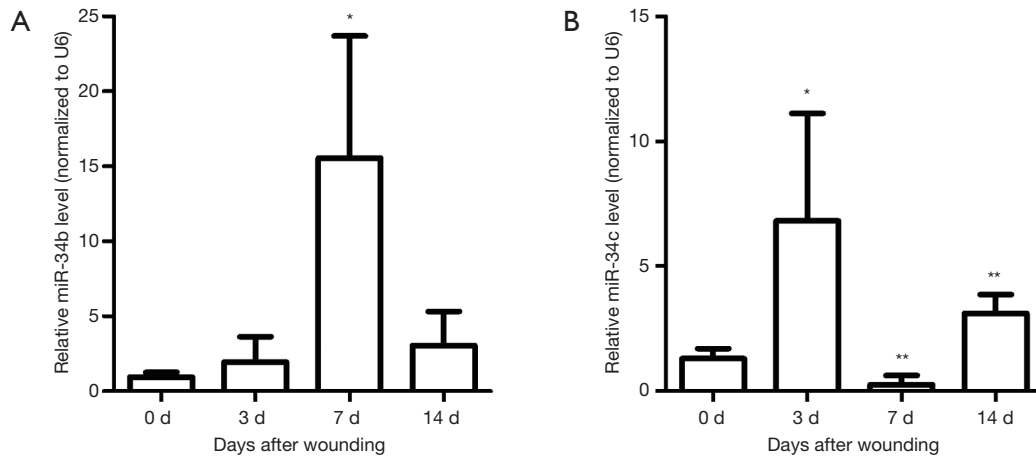 A
Relative miR-34b level (normalized to U6)
25
20
15
10
5
0
*
0 d 3 d 7 d 14 d
Days after wounding
B
Relative miR-34c level (normalized to U6)
15
10
5
0
*
**
**
0 d 3 d 7 d 14 d
Days after wounding